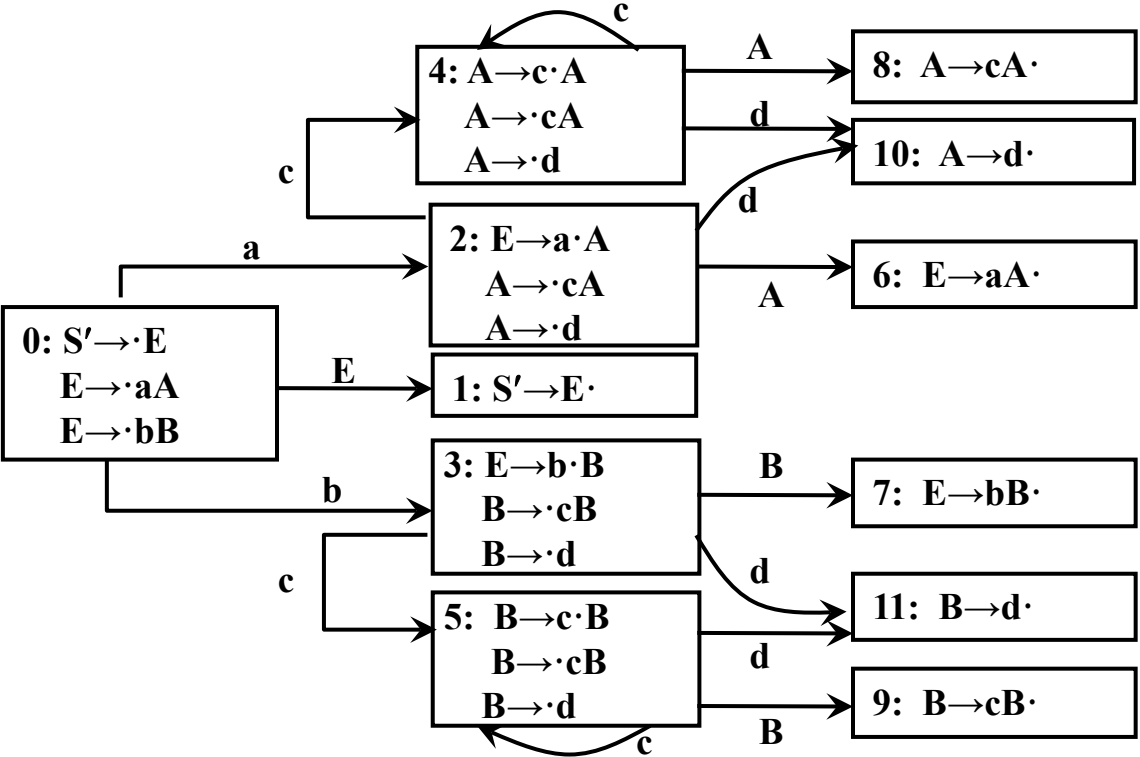 c
4: A→c·A
A→·cA
A→·d
A
8: A→cA·
d
10: A→d·
c
d
2: E→a·A
A→·cA
A→·d
a
A
6: E→aA·
0: S′→·E
E→·aA
E→·bB
E
1: S′→E·
b
3: E→b·B
B→·cB
B→·d
B
7: E→bB·
c
d
11: B→d·
5: B→c·B
B→·cB
B→·d
d
B
9: B→cB·
c